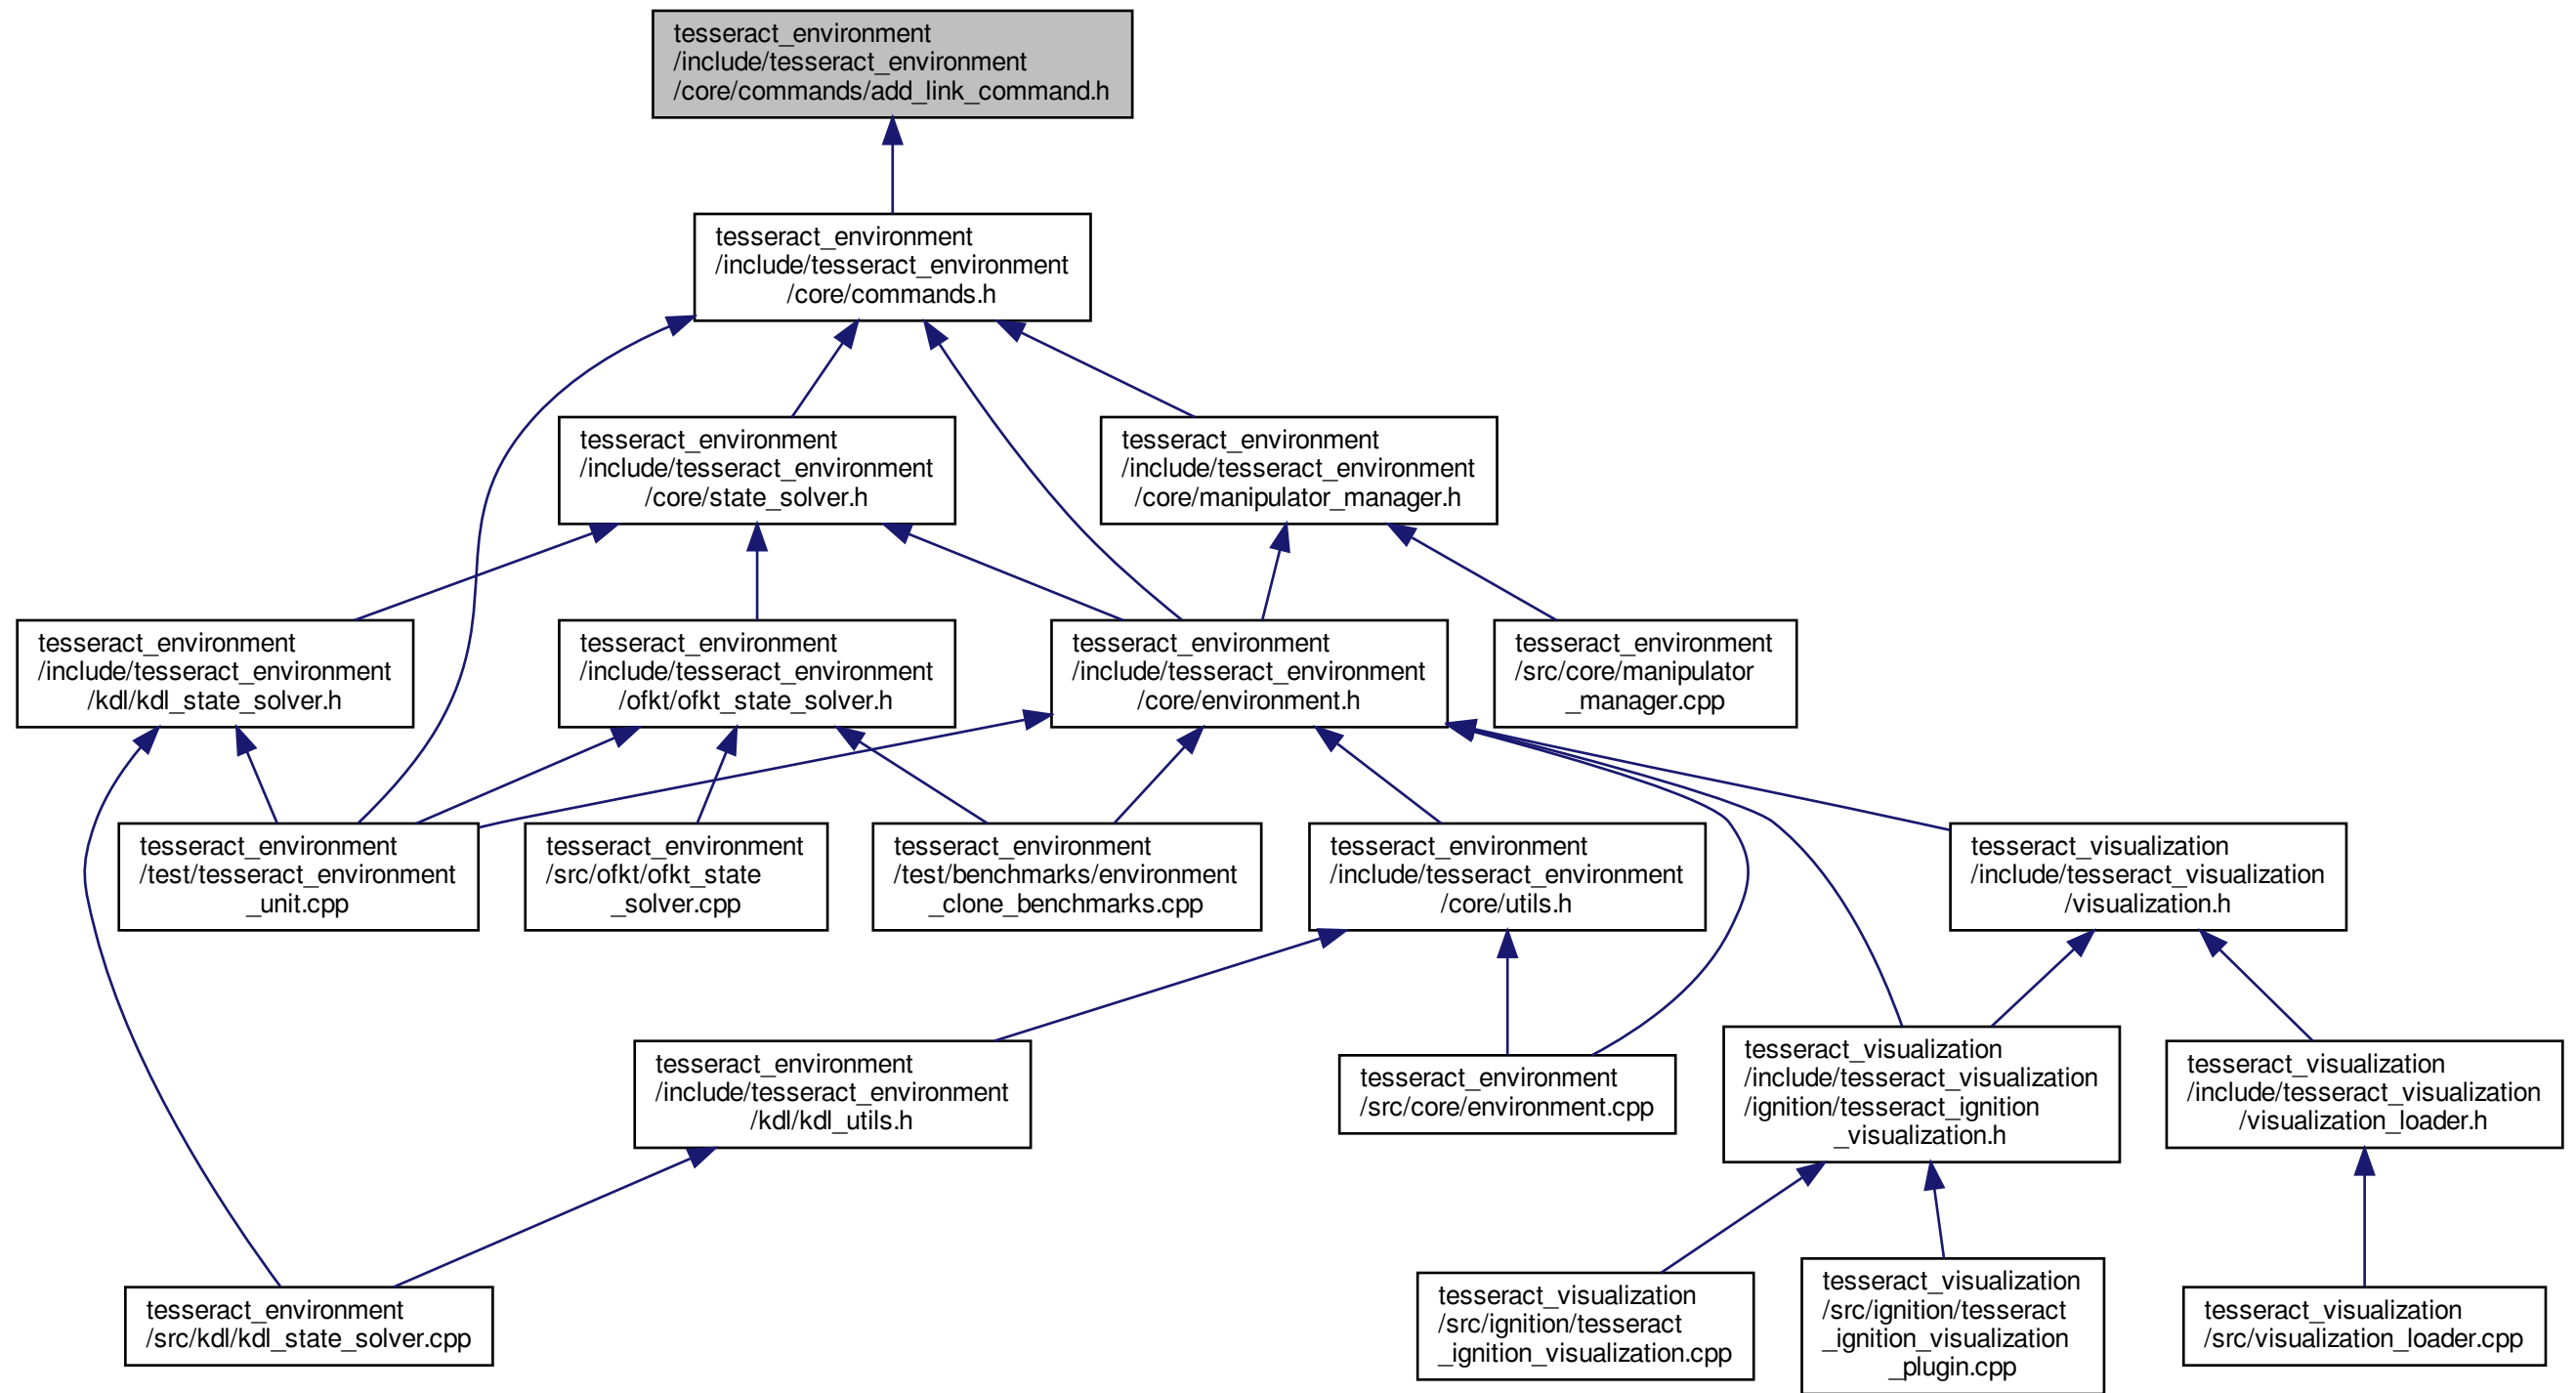 tesseract_environment
/include/tesseract_environment
/core/commands/add_link_command.h
tesseract_environment
/include/tesseract_environment
/core/commands.h
tesseract_environment
/include/tesseract_environment
/core/state_solver.h
tesseract_environment
/include/tesseract_environment
/core/manipulator_manager.h
tesseract_environment
/include/tesseract_environment
/kdl/kdl_state_solver.h
tesseract_environment
/include/tesseract_environment
/ofkt/ofkt_state_solver.h
tesseract_environment
/include/tesseract_environment
/core/environment.h
tesseract_environment
/src/core/manipulator
_manager.cpp
tesseract_environment
/test/tesseract_environment
_unit.cpp
tesseract_environment
/src/ofkt/ofkt_state
_solver.cpp
tesseract_environment
/test/benchmarks/environment
_clone_benchmarks.cpp
tesseract_environment
/include/tesseract_environment
/core/utils.h
tesseract_visualization
/include/tesseract_visualization
/visualization.h
tesseract_environment
/include/tesseract_environment
/kdl/kdl_utils.h
tesseract_environment
/src/core/environment.cpp
tesseract_visualization
/include/tesseract_visualization
/ignition/tesseract_ignition
_visualization.h
tesseract_visualization
/include/tesseract_visualization
/visualization_loader.h
tesseract_environment
/src/kdl/kdl_state_solver.cpp
tesseract_visualization
/src/ignition/tesseract
_ignition_visualization.cpp
tesseract_visualization
/src/ignition/tesseract
_ignition_visualization
_plugin.cpp
tesseract_visualization
/src/visualization_loader.cpp